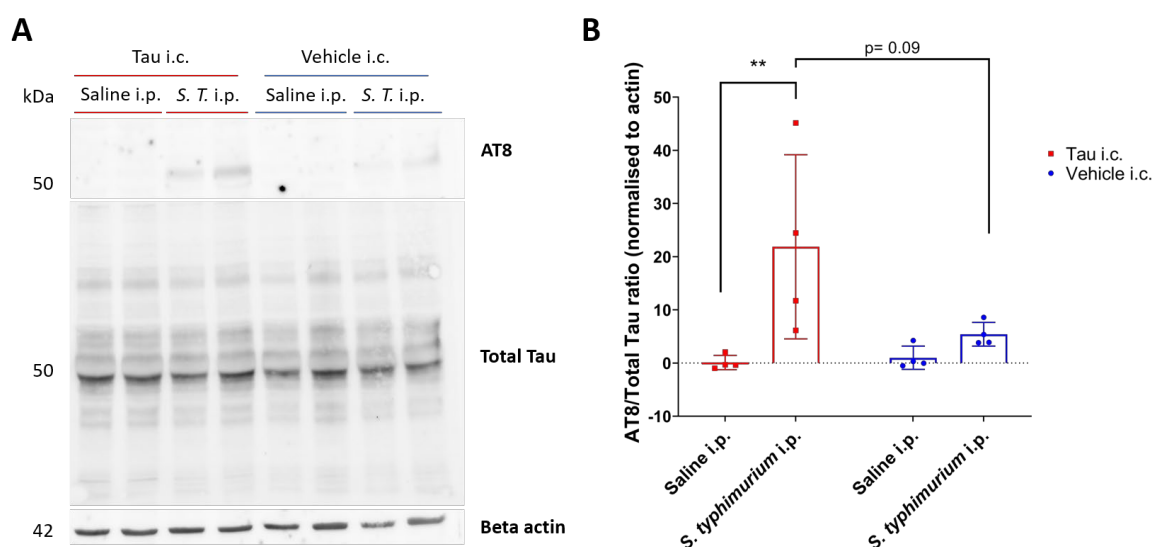 A
Tau i.c.
Vehicle i.c.
kDa
Saline i.p.
S. T. i.p.
Saline i.p.
S. T. i.p.
AT8
50
50
Total Tau
42
Beta actin
B
p= 0.09
**
AT8/Total Tau ratio (normalised to actin)
50
40
30
20
10
0
-10
Saline i.p.
S. typhimurium i.p.
Saline i.p.
S. typhimurium i.p.
Tau i.c.
Vehicle i.c.